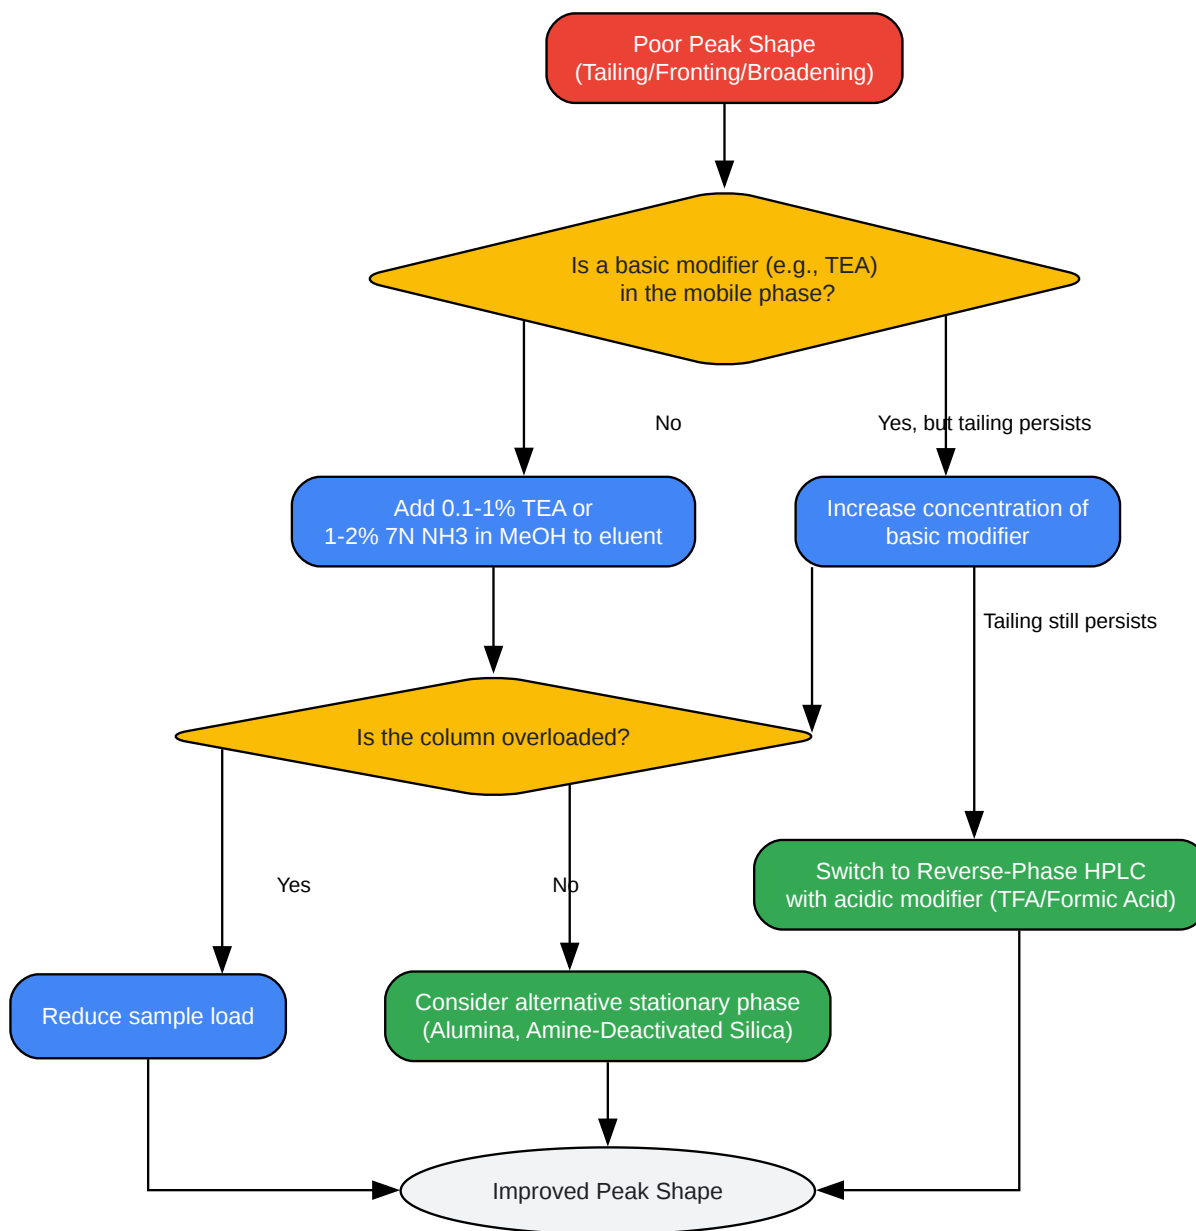 Poor Peak Shape
(Tailing/Fronting/Broadening)
Is a basic modifier (e.g., TEA)
in the mobile phase?
No
Yes, but tailing persists
Add 0.1-1% TEA or
1-2% 7N NH3 in MeOH to eluent
Increase concentration of
basic modifier
Tailing still persists
Is the column overloaded?
Yes
No
Switch to Reverse-Phase HPLC
with acidic modifier (TFA/Formic Acid)
Reduce sample load
Consider alternative stationary phase
(Alumina, Amine-Deactivated Silica)
Improved Peak Shape